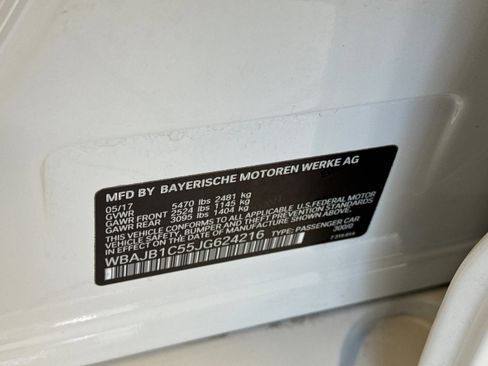 MFD BY BAYERISCHE MOTOREN WERKE AG
05/17
GVWR 5470 lbs 2481 kg
GAWR FRONT 2524 lbs 1145 kg
GAWR REAR 3095 lbs 1404 kg
THIS VEHICLE CONFORMS TO ALL APPLICABLE U.S.FEDERAL MOTOR
VEHICLE SAFETY, BUMPER AND THEFT PREVENTION STANDARDS
IN EFFECT ON THE DATE OF MANUFACTURE SHOWN ABOVE.
WBAJB1C55JG624216 TYPE: PASSENGER CAR
300/0